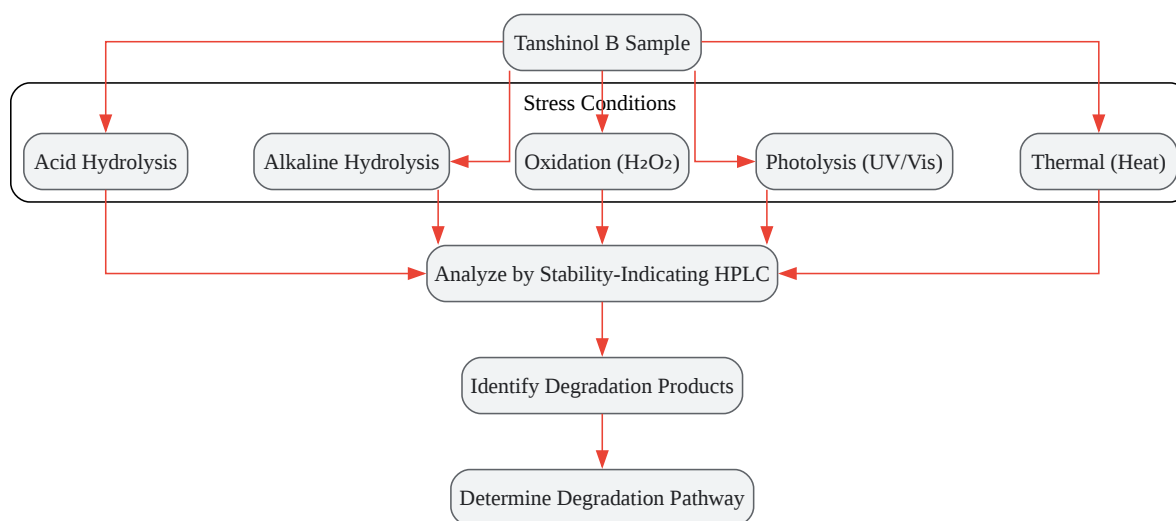 Tanshinol B Sample
Stress Conditions
Acid Hydrolysis
Alkaline Hydrolysis
Oxidation (H₂O₂)
Photolysis (UV/Vis)
Thermal (Heat)
Analyze by Stability-Indicating HPLC
Identify Degradation Products
Determine Degradation Pathway